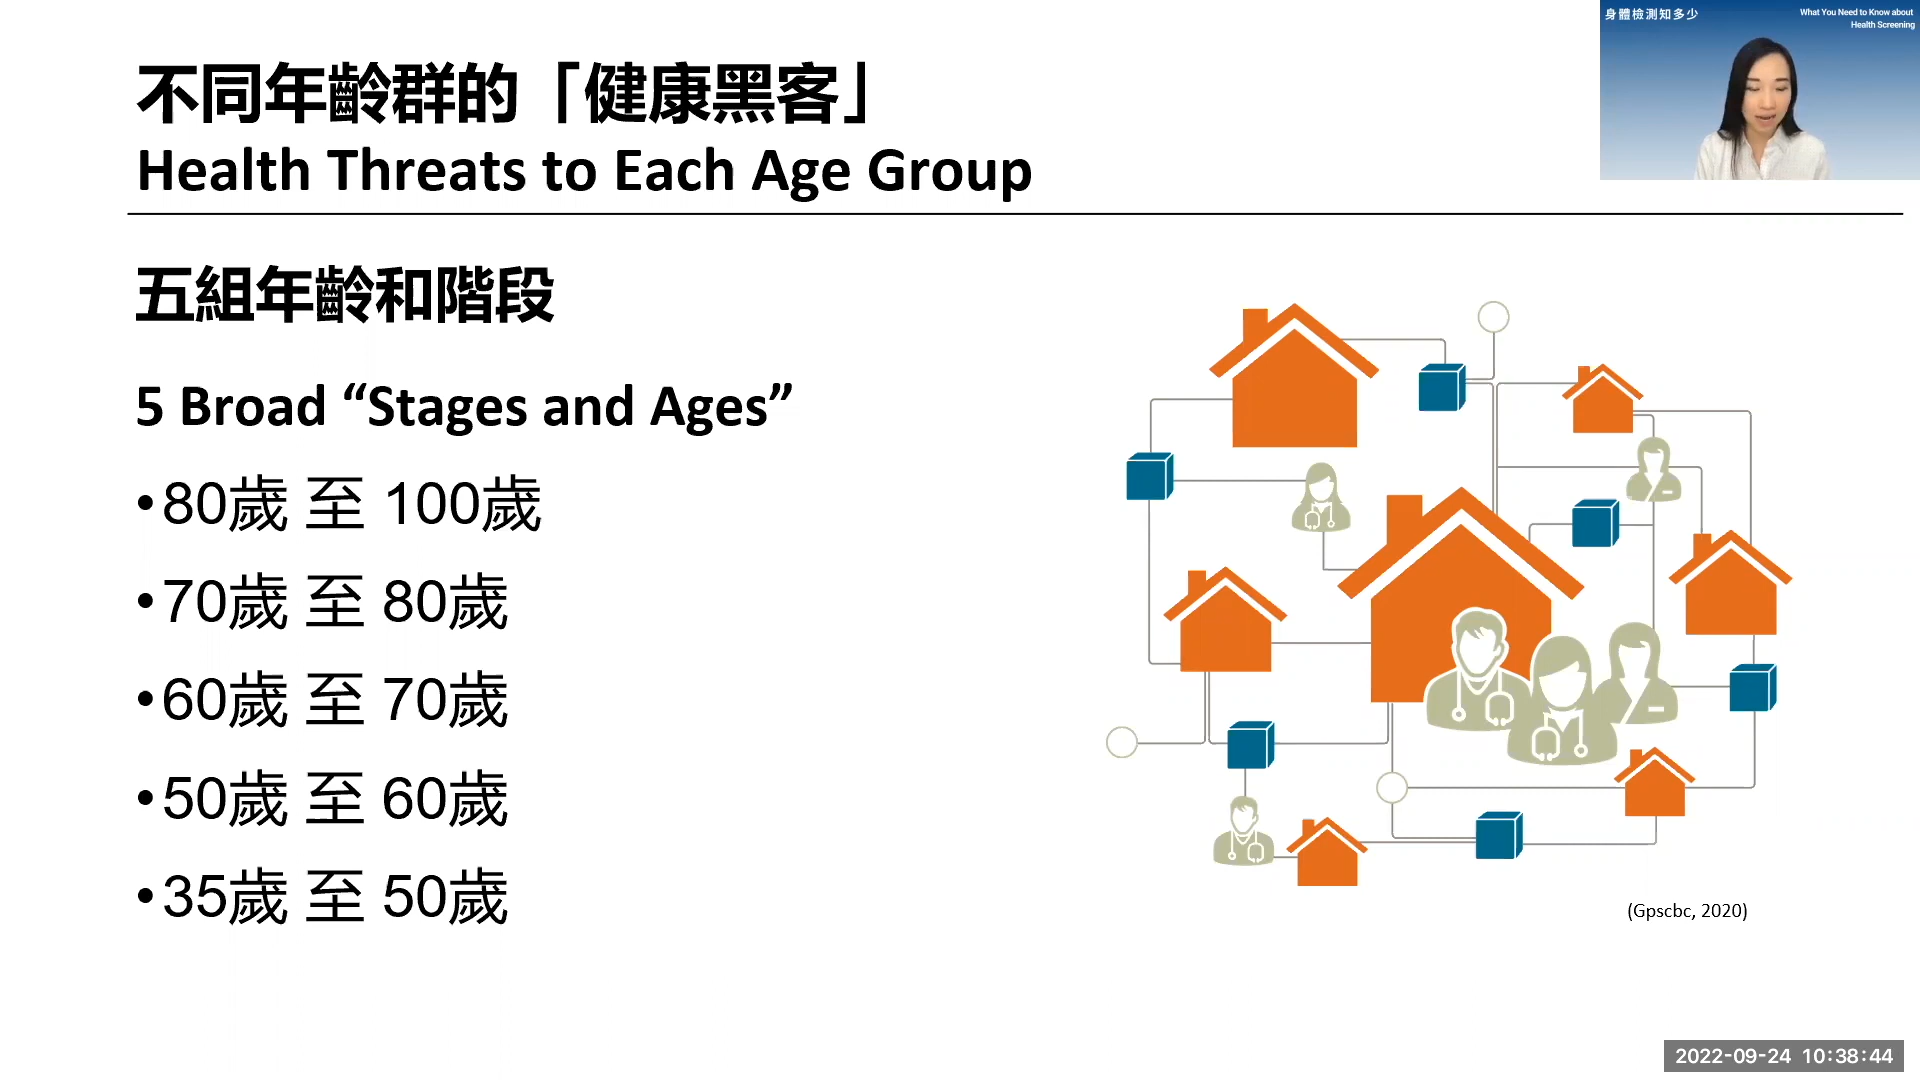 不同年齡群的「健康黑客」
Health Threats to Each Age Group
身體檢測知多少
What You Need to Know about
Health Screening
五組年齡和階段
5 Broad “Stages and Ages”
•80歲 至 100歲
•70歲 至 80歲
•60歲 至 70歲
•50歲 至 60歲
•35歲 至 50歲
(Gpscbc, 2020)
2022-09-24 10:38:44